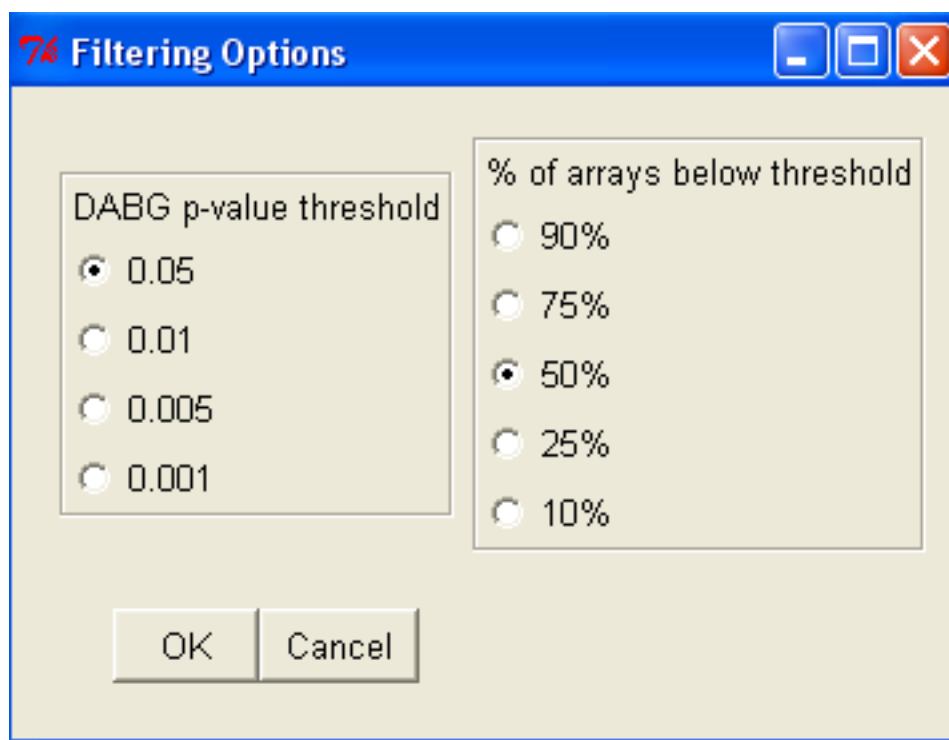 Tk Filtering Options
DABG p-value threshold
0.05
0.01
0.005
0.001
% of arrays below threshold
90%
75%
50%
25%
10%
OK
Cancel